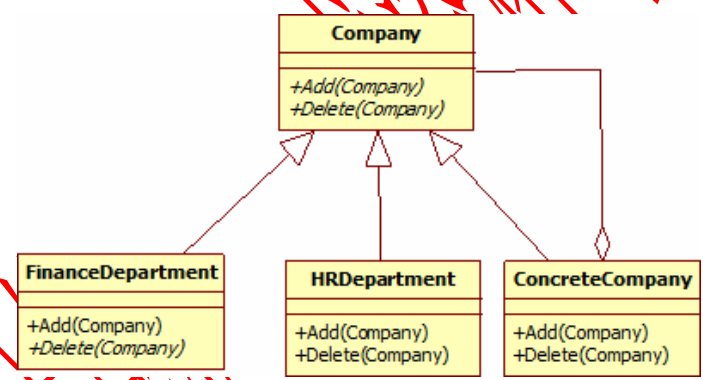 Company
+Add(Company)
+Delete(Company)
FinanceDepartment
+Add(Company)
+Delete(Company)
HRDepartment
+Add(Company)
+Delete(Company)
ConcreteCompany
+Add(Company)
+Delete(Company)